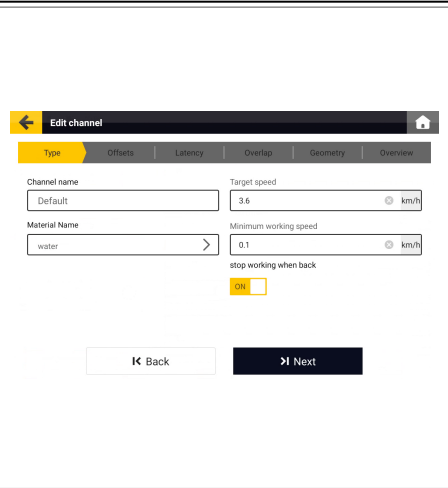 Edit channel
Type Offsets Latency Overlap Geometry Overview
Channel name
Default
Material Name
water
Target speed
3.6 km/h
Minimum working speed
0.1 km/h
stop working when back
ON
Back Next